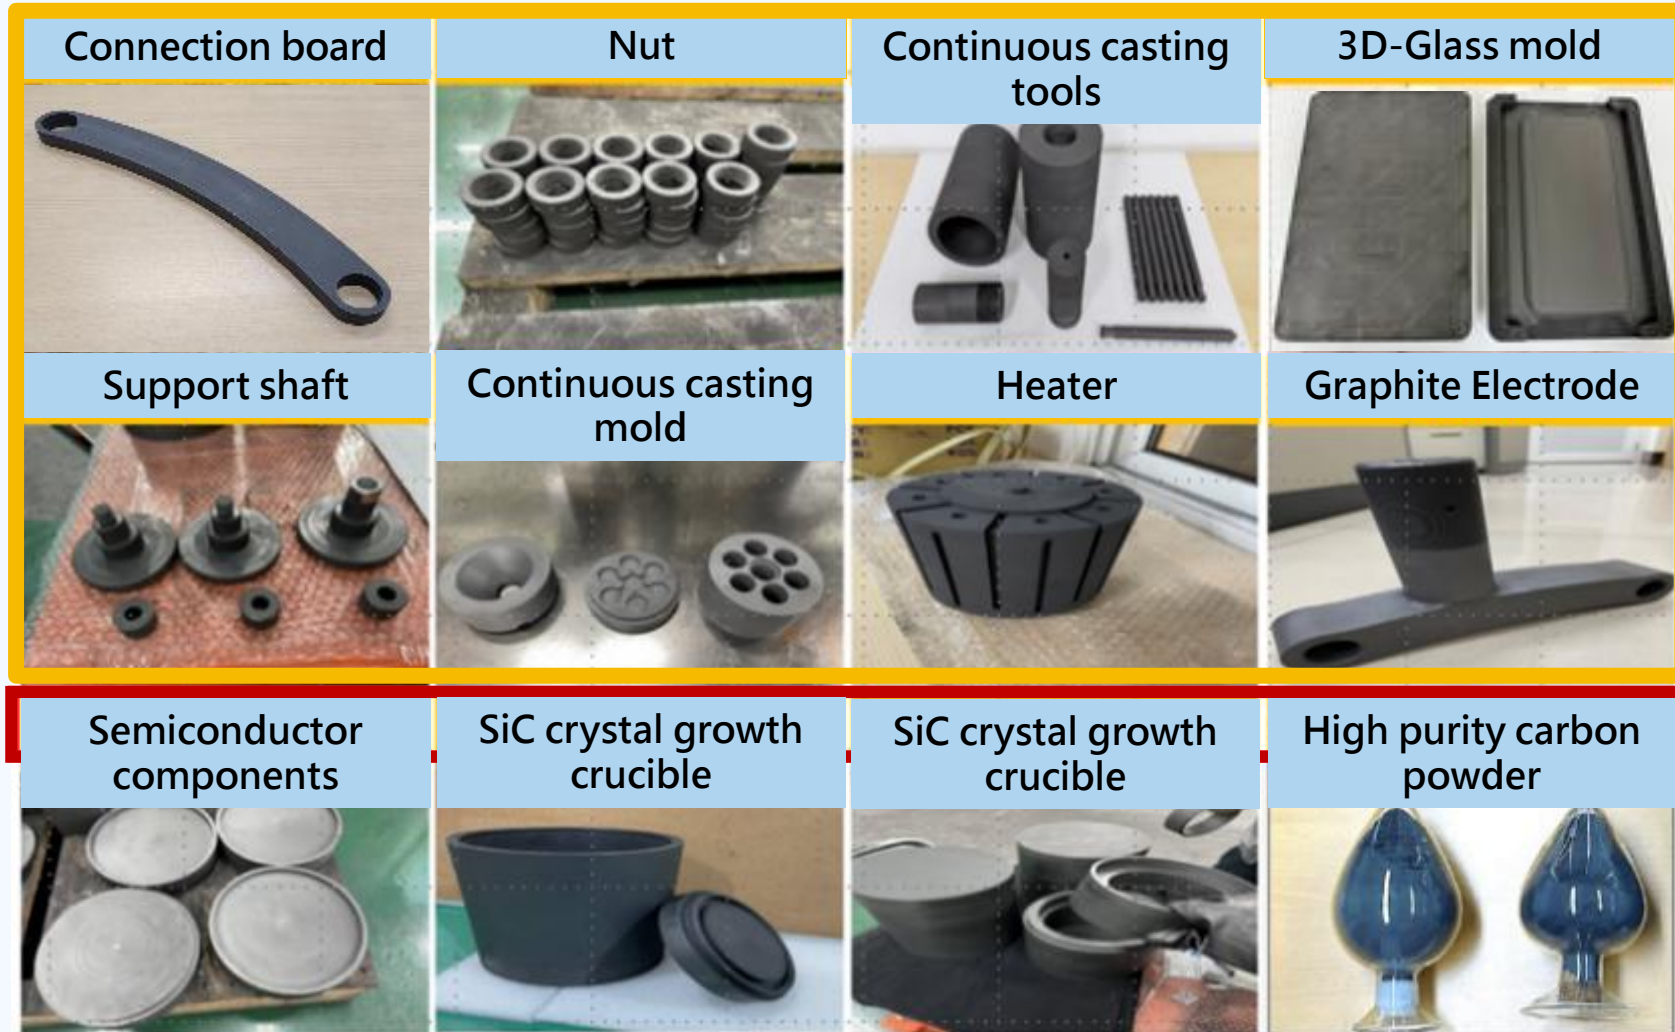 Connection board
Nut
Continuous casting
tools
3D-Glass mold
Support shaft
Continuous casting
mold
Heater
Graphite Electrode
Semiconductor
components
SiC crystal growth
crucible
SiC crystal growth
crucible
High purity carbon
powder